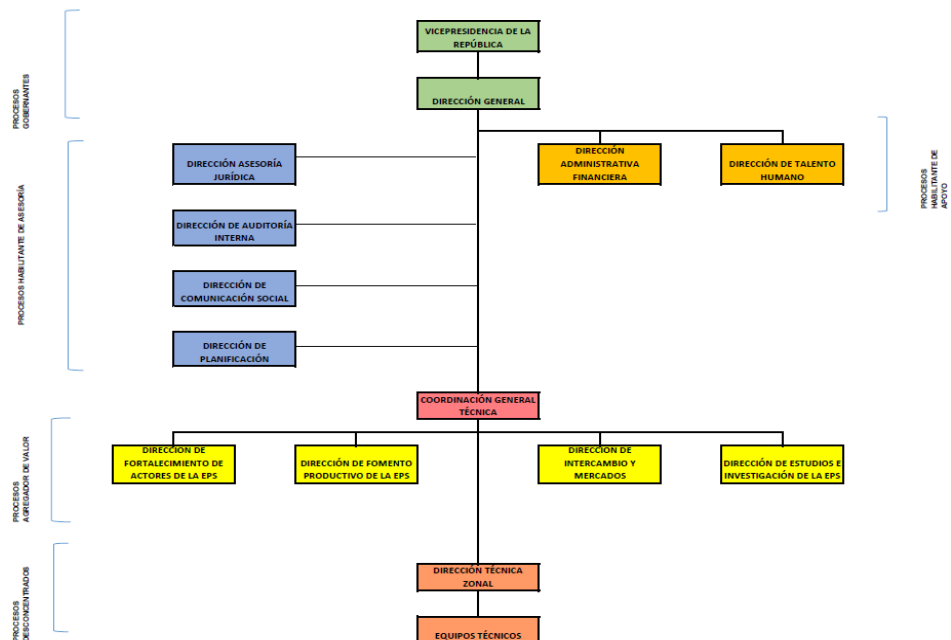 VICEPRESIDENCIA DE LA
REPÚBLICA
DIRECCIÓN GENERAL
PROCESOS
GOBERNANTES
DIRECCIÓN ASESORÍA
JURÍDICA
DIRECCIÓN
ADMINISTRATIVA
FINANCIERA
DIRECCIÓN DE TALENTO
HUMANO
PROCESOS
HABILITANTE DE
APOYO
DIRECCIÓN DE AUDITORÍA
INTERNA
PROCESOS HABILITANTE DE ASESORÍA
DIRECCIÓN DE
COMUNICACIÓN SOCIAL
DIRECCIÓN DE
PLANIFICACIÓN
COORDINACIÓN GENERAL
TÉCNICA
PROCESOS
AGREGADOR DE VALOR
DIRECCIÓN DE
FORTALECIMIENTO DE
ACTORES DE LA EPS
DIRECCIÓN DE FOMENTO
PRODUCTIVO DE LA EPS
DIRECCIÓN DE
INTERCAMBIO Y
MERCADOS
DIRECCIÓN DE ESTUDIOS E
INVESTIGACIÓN DE LA EPS
PROCESOS
DESCONCENTRADOS
DIRECCIÓN TÉCNICA
ZONAL
EQUIPOS TÉCNICOS